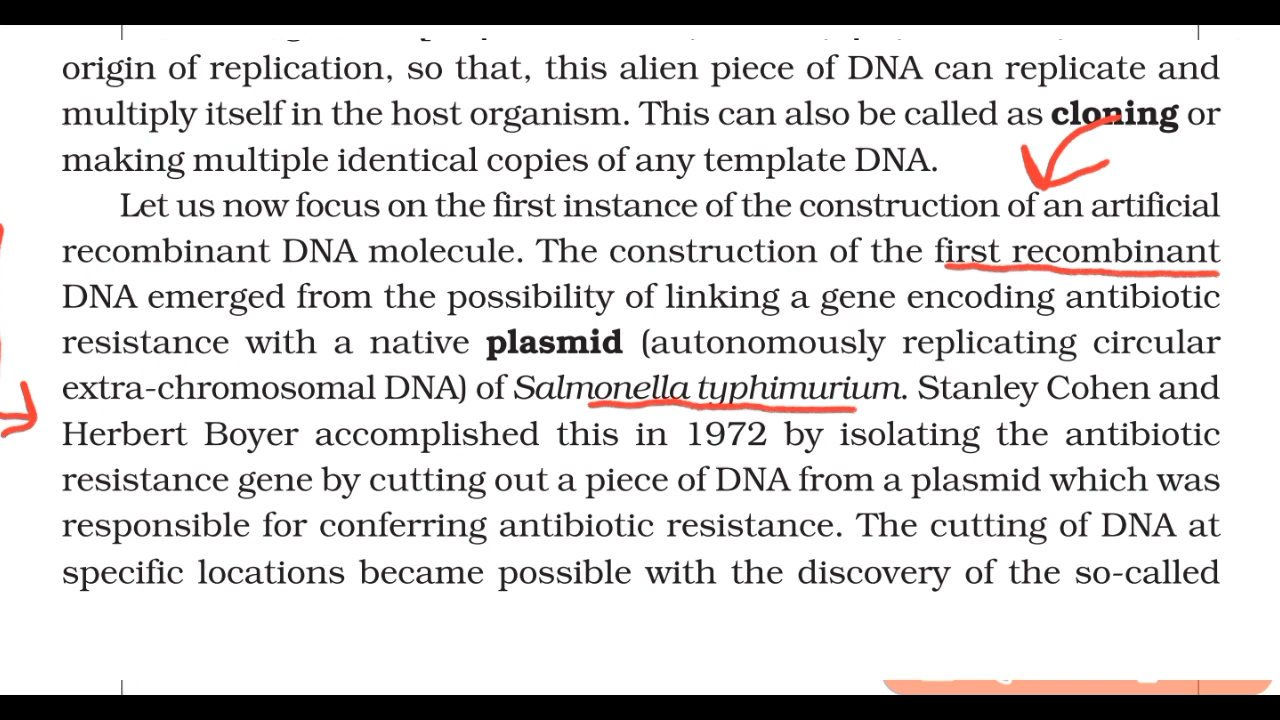 origin of replication, so that, this alien piece of DNA can replicate and
multiply itself in the host organism. This can also be called as cloning or
making multiple identical copies of any template DNA.
Let us now focus on the first instance of the construction of an artificial
recombinant DNA molecule. The construction of the first recombinant
DNA emerged from the possibility of linking a gene encoding antibiotic
resistance with a native plasmid (autonomously replicating circular
extra-chromosomal DNA) of Salmonella typhimurium. Stanley Cohen and
Herbert Boyer accomplished this in 1972 by isolating the antibiotic
resistance gene by cutting out a piece of DNA from a plasmid which was
responsible for conferring antibiotic resistance. The cutting of DNA at
specific locations became possible with the discovery of the so-called